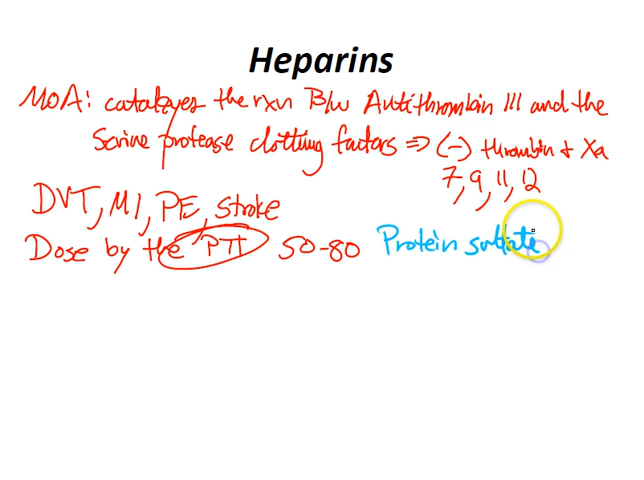 Heparins
MoA: catalyzes the rxn B/w Antithrombin III and the
Serine protease clotting factors ⇒ (-) thrombin + Xa
7, 9, 11, 12
DVT, MI, PE, stroke
Dose by the PTT 50-80 Protein sulfate